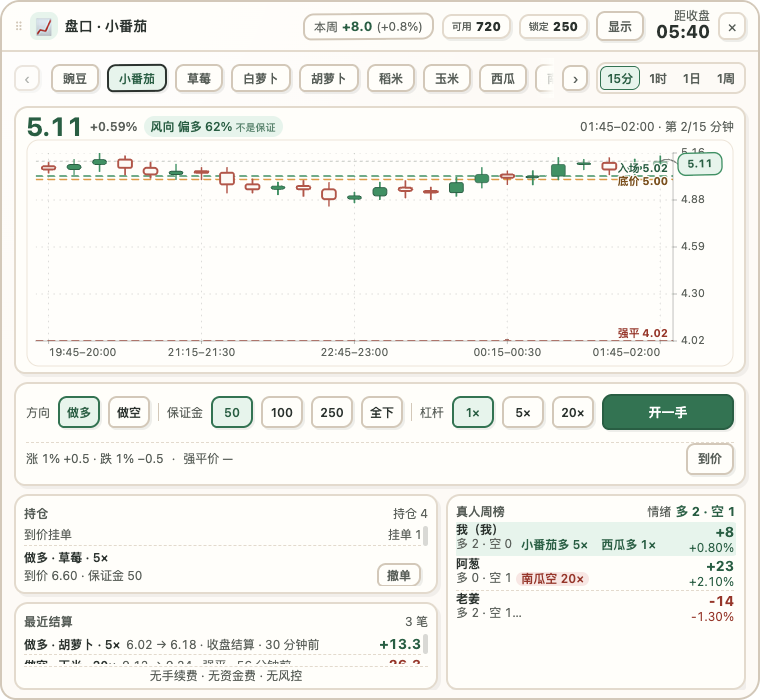 盘口 · 小番茄
本周 +8.0 (+0.8%)
可用 720
锁定 250
显示
距收盘
05:40
×
‹
豌豆
小番茄
草莓
白萝卜
胡萝卜
稻米
玉米
西瓜
›
15分
1时
1日
1周
5.11
+0.59%
风向 偏多 62% 不是保证
01:45–02:00 · 第 2/15 分钟
5.16
5.11
入场·5.02
底价 5.00
4.88
4.59
4.30
强平 4.02
4.02
19:45–20:00
21:15–21:30
22:45–23:00
00:15–00:30
01:45–02:00
方向
做多
做空
保证金
50
100
250
全下
杠杆
1×
5×
20×
开一手
涨 1% +0.5 · 跌 1% −0.5 · 强平价 —
到价
持仓
持仓 4
到价挂单
挂单 1
做多 · 草莓 · 5×
到价 6.60 · 保证金 50
撤单
最近结算
3 笔
做多 · 胡萝卜 · 5× 6.02 → 6.18 · 收盘结算 · 30 分钟前
+13.3
无手续费 · 无资金费 · 无风控
真人周榜
情绪 多 2 · 空 1
我（我）
+8
多 2 · 空 0 小番茄多 5× 西瓜多 1×
+0.80%
阿葱
+23
多 0 · 空 1 南瓜空 20×
+2.10%
老姜
-14
多 2 · 空 1…
-1.30%